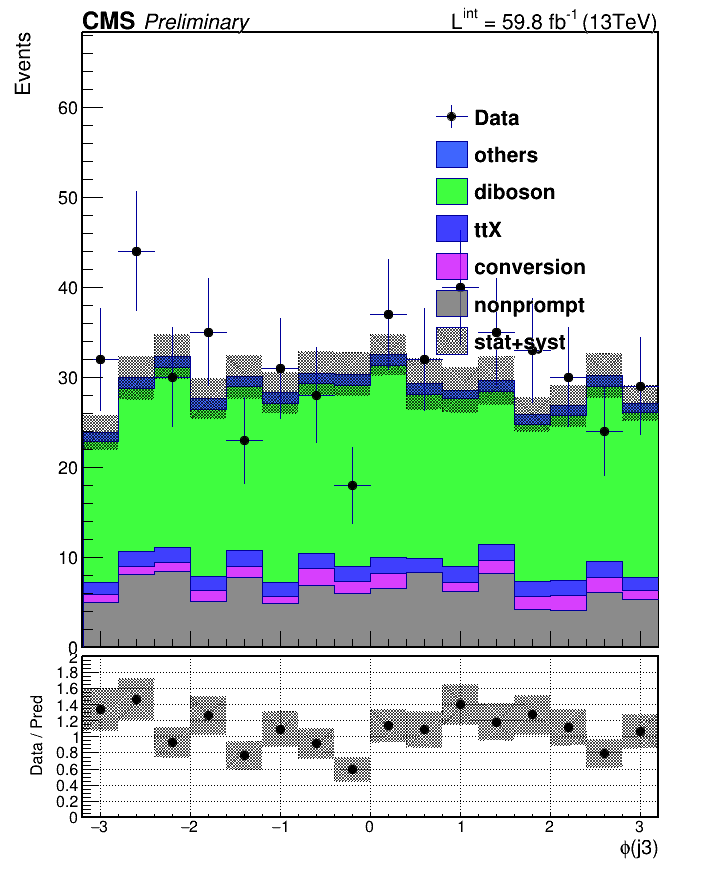 CMS Preliminary L^int = 59.8 fb^-1 (13TeV)
Events
60
50
40
30
20
10
0
Data
others
diboson
ttX
conversion
nonprompt
stat+syst
Data / Pred
2
1.8
1.6
1.4
1.2
1
0.8
0.6
0.4
0.2
0
−3 −2 −1 0 1 2 3
ϕ(j3)